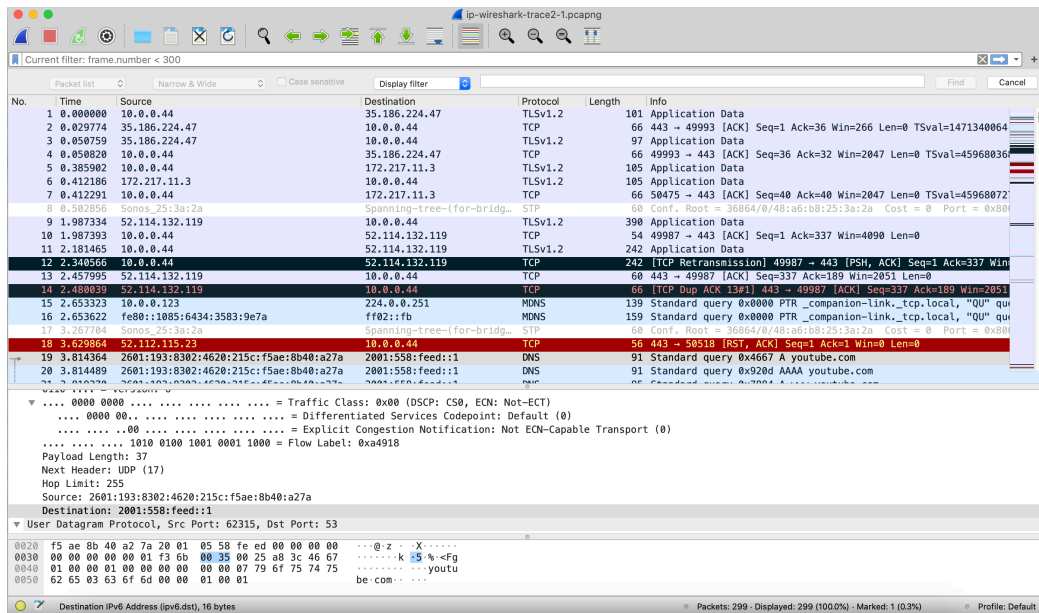 ip-wireshark-trace2-1.pcapng
Current filter: frame.number < 300
Packet list Narrow & Wide Case sensitive Display filter Find Cancel
No. Time Source Destination Protocol Length Info
1 0.000000 10.0.0.44 35.186.224.47 TLSv1.2 101 Application Data
2 0.029774 35.186.224.47 10.0.0.44 TCP 66 443 → 49993 [ACK] Seq=1 Ack=36 Win=266 Len=0 TSval=1471340064
3 0.050759 35.186.224.47 10.0.0.44 TLSv1.2 97 Application Data
4 0.050820 10.0.0.44 35.186.224.47 TCP 66 49993 → 443 [ACK] Seq=36 Ack=32 Win=2047 Len=0 TSval=45968036
5 0.385902 10.0.0.44 172.217.11.3 TLSv1.2 105 Application Data
6 0.412186 172.217.11.3 10.0.0.44 TLSv1.2 105 Application Data
7 0.412291 10.0.0.44 172.217.11.3 TCP 66 50475 → 443 [ACK] Seq=40 Ack=40 Win=2047 Len=0 TSval=45968072
8 0.502856 Sonos_25:3a:2a Spanning-tree-(for-bridg… STP 60 Conf. Root = 36864/0/48:a6:b8:25:3a:2a Cost = 0 Port = 0x80
9 1.987334 52.114.132.119 10.0.0.44 TLSv1.2 390 Application Data
10 1.987393 10.0.0.44 52.114.132.119 TCP 54 49987 → 443 [ACK] Seq=1 Ack=337 Win=4090 Len=0
11 2.181465 10.0.0.44 52.114.132.119 TLSv1.2 242 Application Data
12 2.340566 10.0.0.44 52.114.132.119 TCP 242 [TCP Retransmission] 49987 → 443 [PSH, ACK] Seq=1 Ack=337 Win
13 2.457995 52.114.132.119 10.0.0.44 TCP 60 443 → 49987 [ACK] Seq=337 Ack=189 Win=2051 Len=0
14 2.480039 52.114.132.119 10.0.0.44 TCP 66 [TCP Dup ACK 13#1] 443 → 49987 [ACK] Seq=337 Ack=189 Win=2051
15 2.653323 10.0.0.123 224.0.0.251 MDNS 139 Standard query 0x0000 PTR _companion-link._tcp.local, "QU" que
16 2.653622 fe80::1085:6434:3583:9e7a ff02::fb MDNS 159 Standard query 0x0000 PTR _companion-link._tcp.local, "QU" que
17 3.267704 Sonos_25:3a:2a Spanning-tree-(for-bridg… STP 60 Conf. Root = 36864/0/48:a6:b8:25:3a:2a Cost = 0 Port = 0x80
18 3.629864 52.112.115.23 10.0.0.44 TCP 56 443 → 50518 [RST, ACK] Seq=1 Ack=1 Win=0 Len=0
19 3.814364 2601:193:8302:4620:215c:f5ae:8b40:a27a 2001:558:feed::1 DNS 91 Standard query 0x4667 A youtube.com
20 3.814489 2601:193:8302:4620:215c:f5ae:8b40:a27a 2001:558:feed::1 DNS 91 Standard query 0x920d AAAA youtube.com
.... 0000 0000 .... .... .... .... .... = Traffic Class: 0x00 (DSCP: CS0, ECN: Not-ECT)
.... 0000 00.. .... .... .... .... .... = Differentiated Services Codepoint: Default (0)
.... .... ..00 .... .... .... .... .... = Explicit Congestion Notification: Not ECN-Capable Transport (0)
.... .... .... 1010 0100 1001 0001 1000 = Flow Label: 0xa4918
Payload Length: 37
Next Header: UDP (17)
Hop Limit: 255
Source: 2601:193:8302:4620:215c:f5ae:8b40:a27a
Destination: 2001:558:feed::1
User Datagram Protocol, Src Port: 62315, Dst Port: 53
0020 f5 ae 8b 40 a2 7a 20 01 05 58 fe ed 00 00 00 00 ···@·z · ·X······
0030 00 00 00 00 00 01 f3 6b 00 35 00 25 a8 3c 46 67 ·······k ·5·%·<Fg
0040 01 00 00 01 00 00 00 00 00 00 07 79 6f 75 74 75 ········ ···youtu
0050 62 65 03 63 6f 6d 00 00 01 00 01 be·com·· ···
Destination IPv6 Address (ipv6.dst), 16 bytes Packets: 299 · Displayed: 299 (100.0%) · Marked: 1 (0.3%) Profile: Default